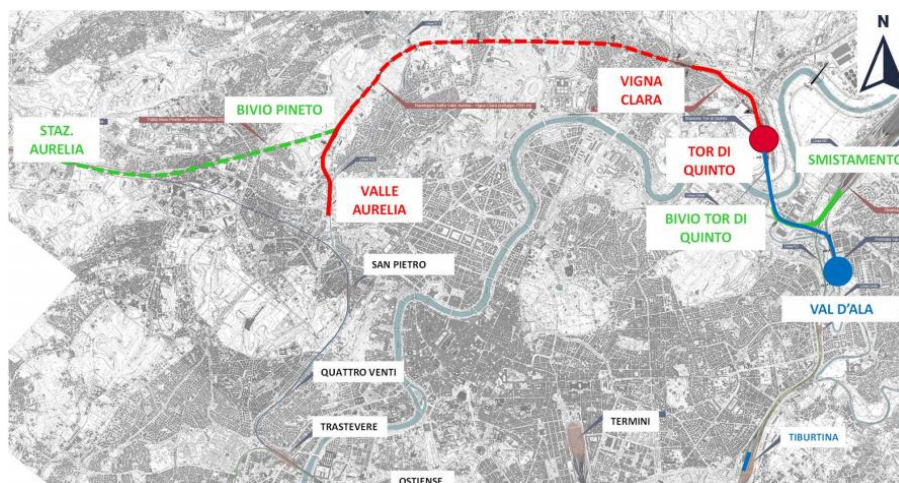 N
VIGNA
CLARA
BIVIO PINETO
STAZ.
AURELIA
TOR DI
QUINTO
SMISTAMENTO
VALLE
AURELIA
BIVIO TOR DI
QUINTO
SAN PIETRO
VAL D'ALA
QUATTRO VENTI
TRASTEVERE
TERMINI
TIBURTINA
OSTIENSE